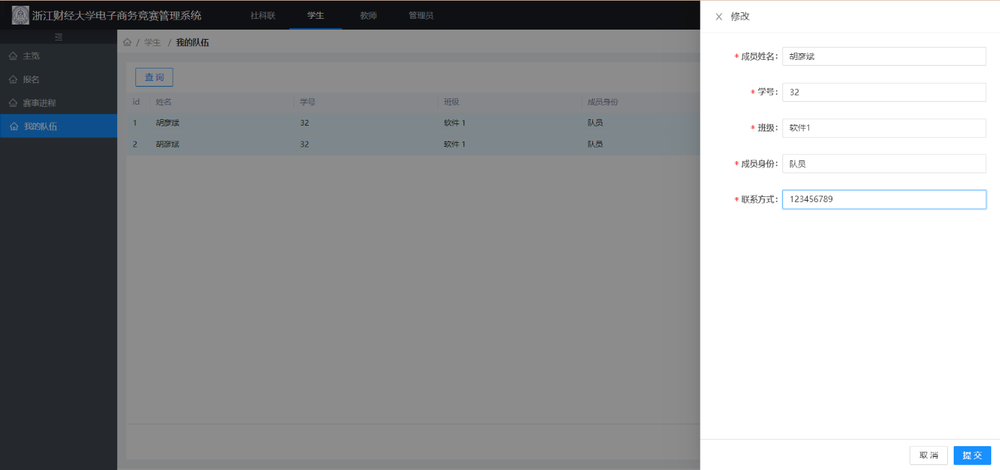 浙江财经大学电子商务竞赛管理系统 社科联 学生 教师 管理员
主览
报名
赛事进程
我的队伍
/ 学生 / 我的队伍
查 询
id 姓名 学号 班级 成员身份
1 胡彦斌 32 软件 1 队员
2 胡彦斌 32 软件 1 队员
修改
* 成员姓名: 胡彦斌
* 学号: 32
* 班级: 软件1
* 成员身份: 队员
* 联系方式: 123456789
取 消 提 交